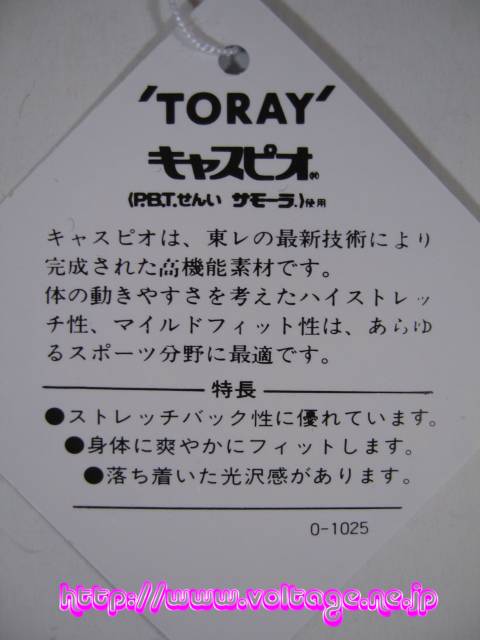 'TORAY'
キャスピオ®
(P.B.T.せんい サモーラ.)使用
キャスピオは、東レの最新技術により
完成された高機能素材です。
体の動きやすさを考えたハイストレッ
チ性、マイルドフィット性は、あらゆ
るスポーツ分野に最適です。
特長
●ストレッチバック性に優れています。
●身体に爽やかにフィットします。
●落ち着いた光沢感があります。
0-1025
http://www.voltage.ne.jp